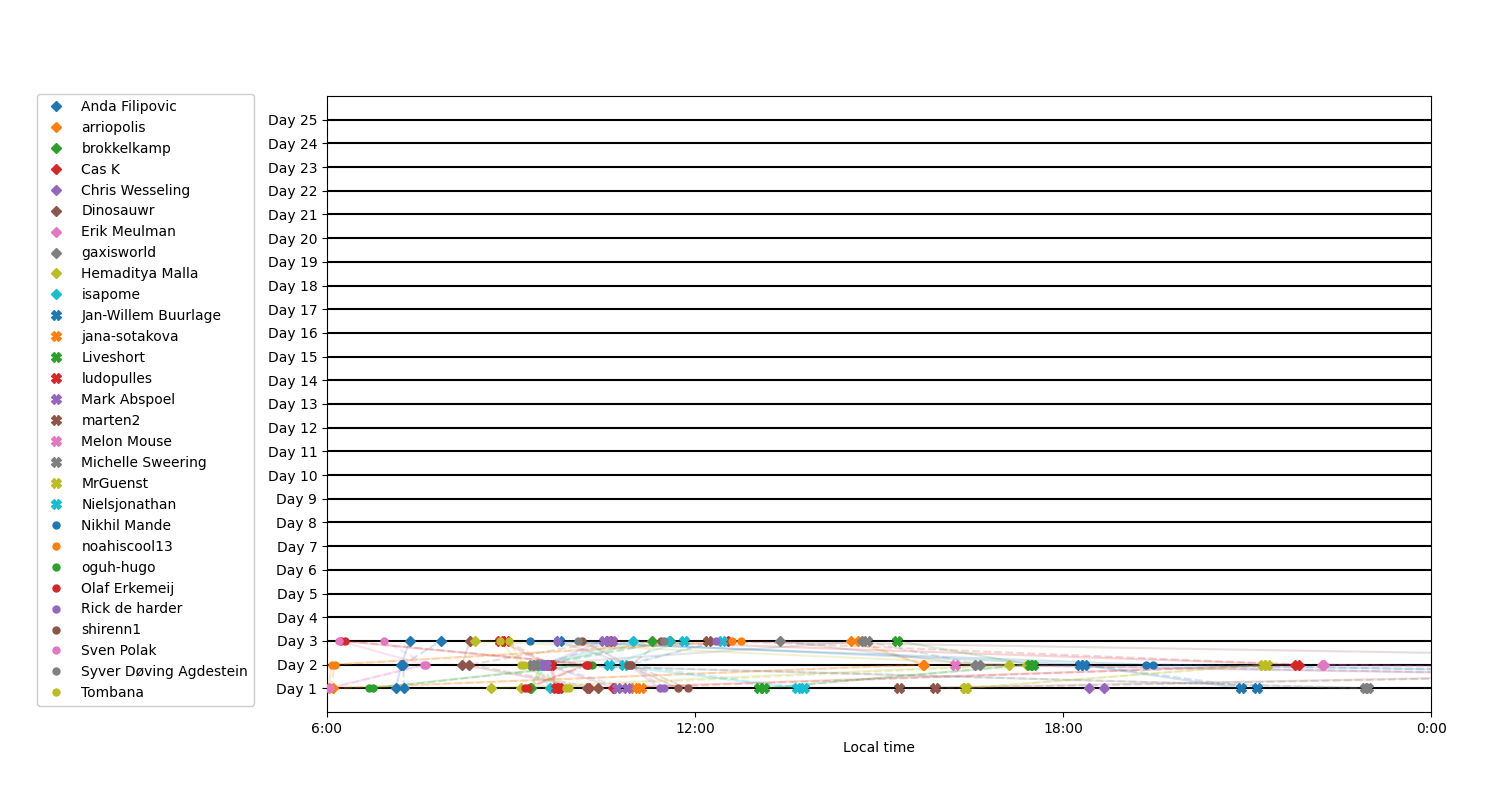 Anda Filipovic
arriopolis
brokkelkamp
Cas K
Chris Wesseling
Dinosauwr
Erik Meulman
gaxisworld
Hemaditya Malla
isapome
Jan-Willem Buurlage
jana-sotakova
Liveshort
ludopulles
Mark Abspoel
marten2
Melon Mouse
Michelle Sweering
MrGuenst
Nielsjonathan
Nikhil Mande
noahiscool13
oguh-hugo
Olaf Erkemeij
Rick de harder
shirenn1
Sven Polak
Syver Døving Agdestein
Tombana
Day 25
Day 24
Day 23
Day 22
Day 21
Day 20
Day 19
Day 18
Day 17
Day 16
Day 15
Day 14
Day 13
Day 12
Day 11
Day 10
Day 9
Day 8
Day 7
Day 6
Day 5
Day 4
Day 3
Day 2
Day 1
6:00 12:00 18:00 0:00
Local time